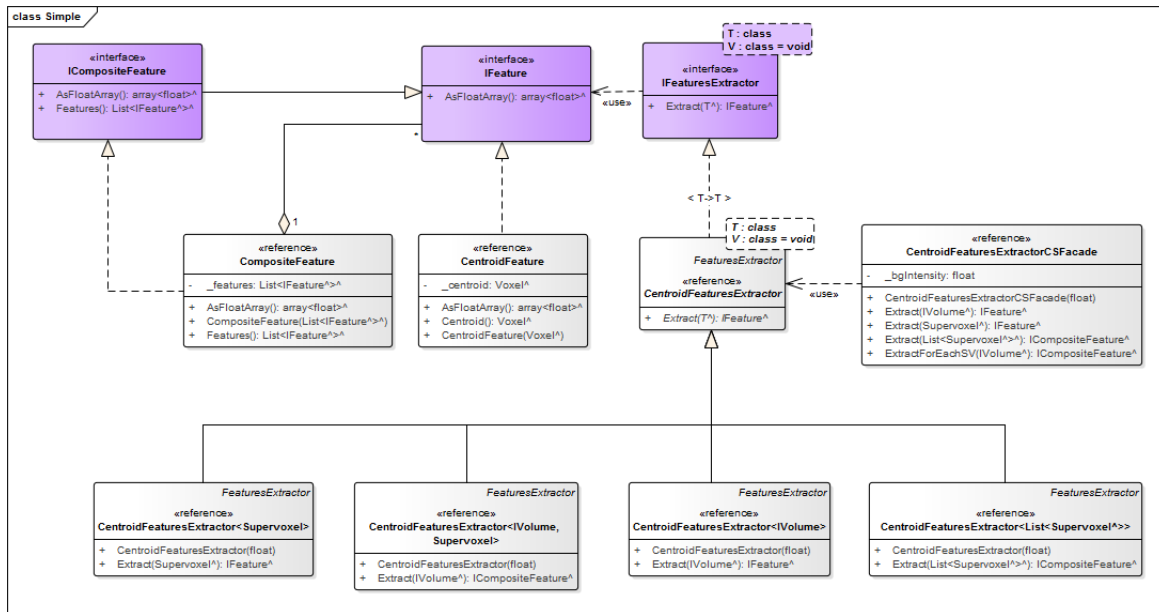 class Simple
«interface»
ICompositeFeature
+ AsFloatArray(): array<float>^
+ Features(): List<IFeature^>^
«interface»
IFeature
+ AsFloatArray(): array<float>^
«use»
T : class
V : class = void
«interface»
IFeaturesExtractor
+ Extract(T^): IFeature^
*
1
< T->T >
«reference»
CompositeFeature
- _features: List<IFeature^>^
+ AsFloatArray(): array<float>^
+ CompositeFeature(List<IFeature^>^)
+ Features(): List<IFeature^>^
«reference»
CentroidFeature
- _centroid: Voxel^
+ AsFloatArray(): array<float>^
+ Centroid(): Voxel^
+ CentroidFeature(Voxel^)
T : class
V : class = void
FeaturesExtractor
«reference»
CentroidFeaturesExtractor
+ Extract(T^): IFeature^
«use»
«reference»
CentroidFeaturesExtractorCSFacade
- _bgIntensity: float
+ CentroidFeaturesExtractorCSFacade(float)
+ Extract(IVolume^): IFeature^
+ Extract(Supervoxel^): IFeature^
+ Extract(List<Supervoxel^>^): ICompositeFeature^
+ ExtractForEachSV(IVolume^): ICompositeFeature^
FeaturesExtractor
«reference»
CentroidFeaturesExtractor<Supervoxel>
+ CentroidFeaturesExtractor(float)
+ Extract(Supervoxel^): IFeature^
FeaturesExtractor
«reference»
CentroidFeaturesExtractor<IVolume,
Supervoxel>
+ CentroidFeaturesExtractor(float)
+ Extract(IVolume^): ICompositeFeature^
FeaturesExtractor
«reference»
CentroidFeaturesExtractor<IVolume>
+ CentroidFeaturesExtractor(float)
+ Extract(IVolume^): IFeature^
FeaturesExtractor
«reference»
CentroidFeaturesExtractor<List<Supervoxel^>>
+ CentroidFeaturesExtractor(float)
+ Extract(List<Supervoxel^>^): ICompositeFeature^